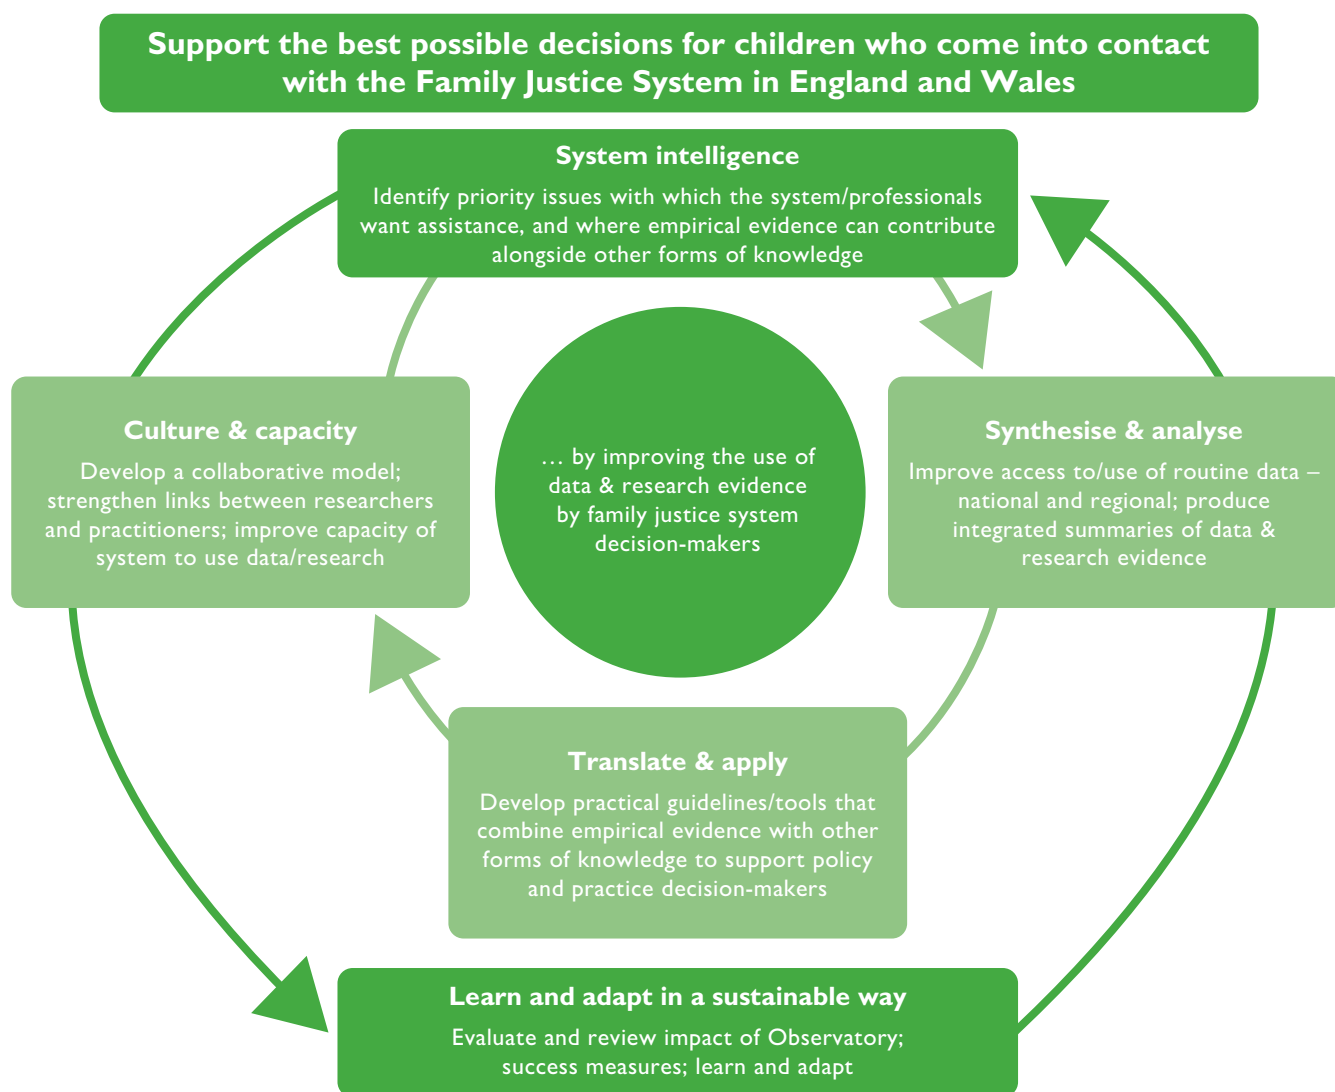 Support the best possible decisions for children who come into contact
with the Family Justice System in England and Wales
System intelligence
Identify priority issues with which the system/professionals
want assistance, and where empirical evidence can contribute
alongside other forms of knowledge
Culture & capacity
Develop a collaborative model;
strengthen links between researchers
and practitioners; improve capacity of
system to use data/research
… by improving the use of
data & research evidence
by family justice system
decision-makers
Synthesise & analyse
Improve access to/use of routine data –
national and regional; produce
integrated summaries of data &
research evidence
Translate & apply
Develop practical guidelines/tools that
combine empirical evidence with other
forms of knowledge to support policy
and practice decision-makers
Learn and adapt in a sustainable way
Evaluate and review impact of Observatory;
success measures; learn and adapt